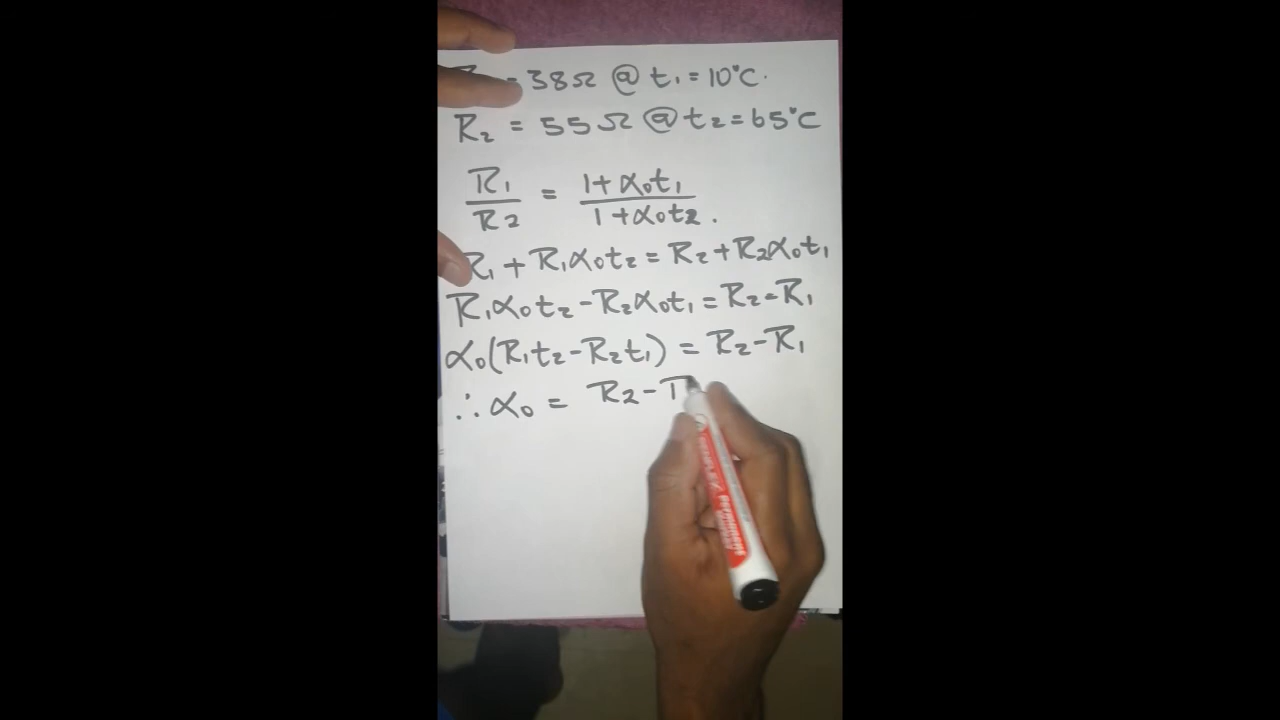 = 38Ω @ t₁ = 10°C.
R₂ = 55Ω @ t₂ = 65°C
R₁/R₂ = 1+α₀t₁/1+α₀t₂.
R₁ + R₁α₀t₂ = R₂ + R₂α₀t₁
R₁α₀t₂ - R₂α₀t₁ = R₂ - R₁
α₀(R₁t₂ - R₂t₁) = R₂ - R₁
∴ α₀ = R₂ -
Permanent